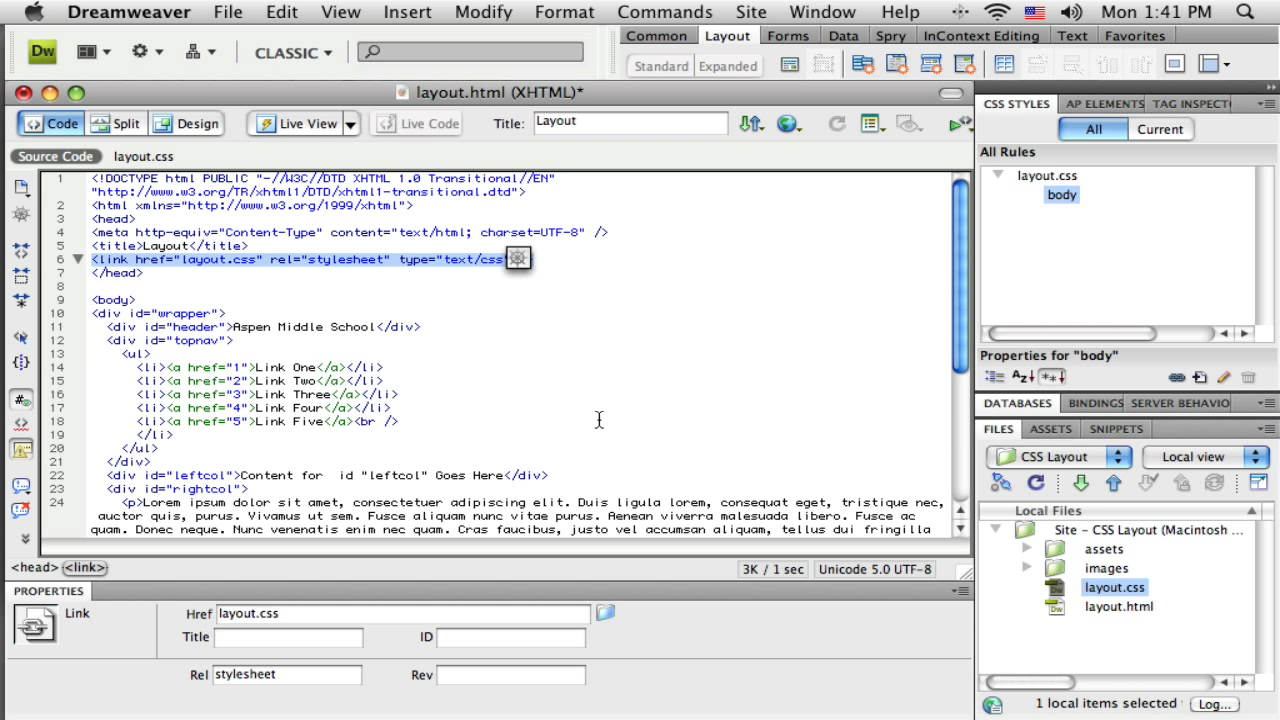 Dreamweaver File Edit View Insert Modify Format Commands Site Window Help Mon 1:41 PM
Dw CLASSIC
Common Layout Forms Data Spry InContext Editing Text Favorites
Standard Expanded
layout.html (XHTML)*
Code Split Design Live View Live Code Title: Layout
Source Code layout.css
1 <!DOCTYPE html PUBLIC "-//W3C//DTD XHTML 1.0 Transitional//EN"
"http://www.w3.org/TR/xhtml1/DTD/xhtml1-transitional.dtd">
2 <html xmlns="http://www.w3.org/1999/xhtml">
3 <head>
4 <meta http-equiv="Content-Type" content="text/html; charset=UTF-8" />
5 <title>Layout</title>
6 <link href="layout.css" rel="stylesheet" type="text/css"
7 </head>
8
9 <body>
10 <div id="wrapper">
11 <div id="header">Aspen Middle School</div>
12 <div id="topnav">
13 <ul>
14 <li><a href="1">Link One</a></li>
15 <li><a href="2">Link Two</a></li>
16 <li><a href="3">Link Three</a></li>
17 <li><a href="4">Link Four</a></li>
18 <li><a href="5">Link Five</a><br />
19 </li>
20 </ul>
21 </div>
22 <div id="leftcol">Content for id "leftcol" Goes Here</div>
23 <div id="rightcol">
24 <p>Lorem ipsum dolor sit amet, consectetuer adipiscing elit. Duis ligula lorem, consequat eget, tristique nec,
auctor quis, purus. Vivamus ut sem. Fusce aliquam nunc vitae purus. Aenean viverra malesuada libero. Fusce ac
quam. Donec neque. Nunc venenatis enim nec quam. Cras faucibus, justo vel accumsan aliquam, tellus dui fringilla
<head> <link> 3K / 1 sec Unicode 5.0 UTF-8
PROPERTIES
Link Href layout.css
Title ID
Rel stylesheet Rev
CSS STYLES AP ELEMENTS TAG INSPECT
All Current
All Rules
layout.css
body
Properties for "body"
DATABASES BINDINGS SERVER BEHAVIO
FILES ASSETS SNIPPETS
CSS Layout Local view
Local Files
Site - CSS Layout (Macintosh ...
assets
images
layout.css
layout.html
1 local items selected Log...